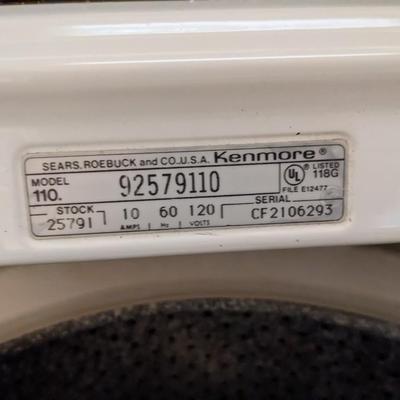 SEARS, ROEBUCK and CO., U.S.A. Kenmore®
MODEL 110. 92579110
UL® LISTED 118G
FILE E12477
STOCK 25791 10 AMPS 60 Hz 120 VOLTS SERIAL CF2106293